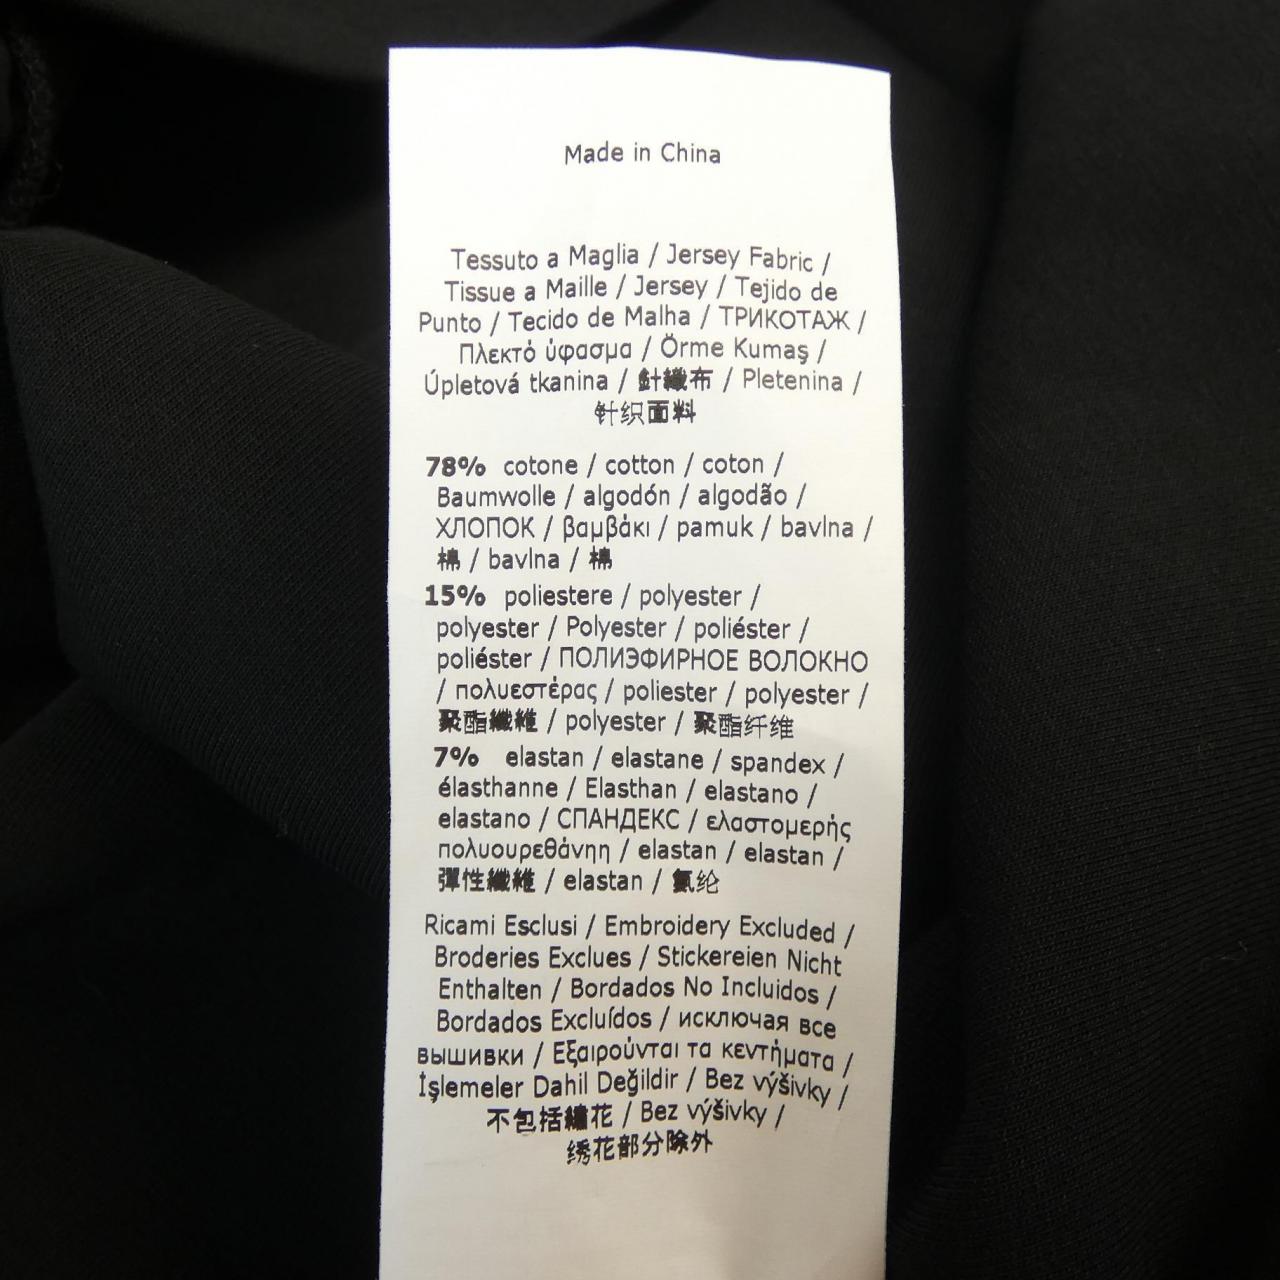 Made in China
Tessuto a Maglia / Jersey Fabric /
Tissue a Maille / Jersey / Tejido de
Punto / Tecido de Malha / ТРИКОТАЖ /
Πλεκτό ύφασμα / Örme Kumaş /
Úpletová tkanina / 針織布 / Pletenina /
针织面料
78% cotone / cotton / coton /
Baumwolle / algodón / algodão /
ХЛОПОК / βαμβάκι / pamuk / bavlna /
棉 / bavlna / 棉
15% poliestere / polyester /
polyester / Polyester / poliéster /
poliéster / ПОЛИЭФИРНОЕ ВОЛОКНО
/ πολυεστέρας / poliester / polyester /
聚酯纖維 / polyester / 聚酯纤维
7% elastan / elastane / spandex /
élasthanne / Elasthan / elastano /
elastano / СПАНДЕКС / ελαστομερής
πολυουρεθάνηη / elastan / elastan /
彈性纖維 / elastan / 氨纶
Ricami Esclusi / Embroidery Excluded /
Broderies Exclues / Stickereien Nicht
Enthalten / Bordados No Incluidos /
Bordados Excluídos / исключая все
вышивки / Εξαιρούνται τα κεντήματα /
İşlemeler Dahil Değildir / Bez výšivky /
不包括繡花 / Bez výšivky /
绣花部分除外